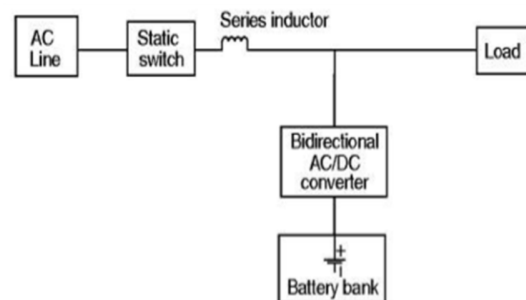 Series inductor
AC
Line
Static
switch
Load
Bidirectional
AC/DC
converter
+
Battery bank